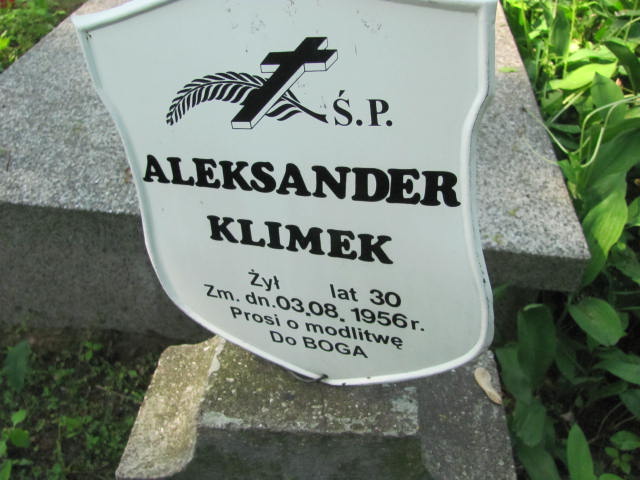 Ś.P.
ALEKSANDER
KLIMEK
Żył lat 30
Zm. dn. 03.08. 1956 r.
Prosi o modlitwę
Do BOGA